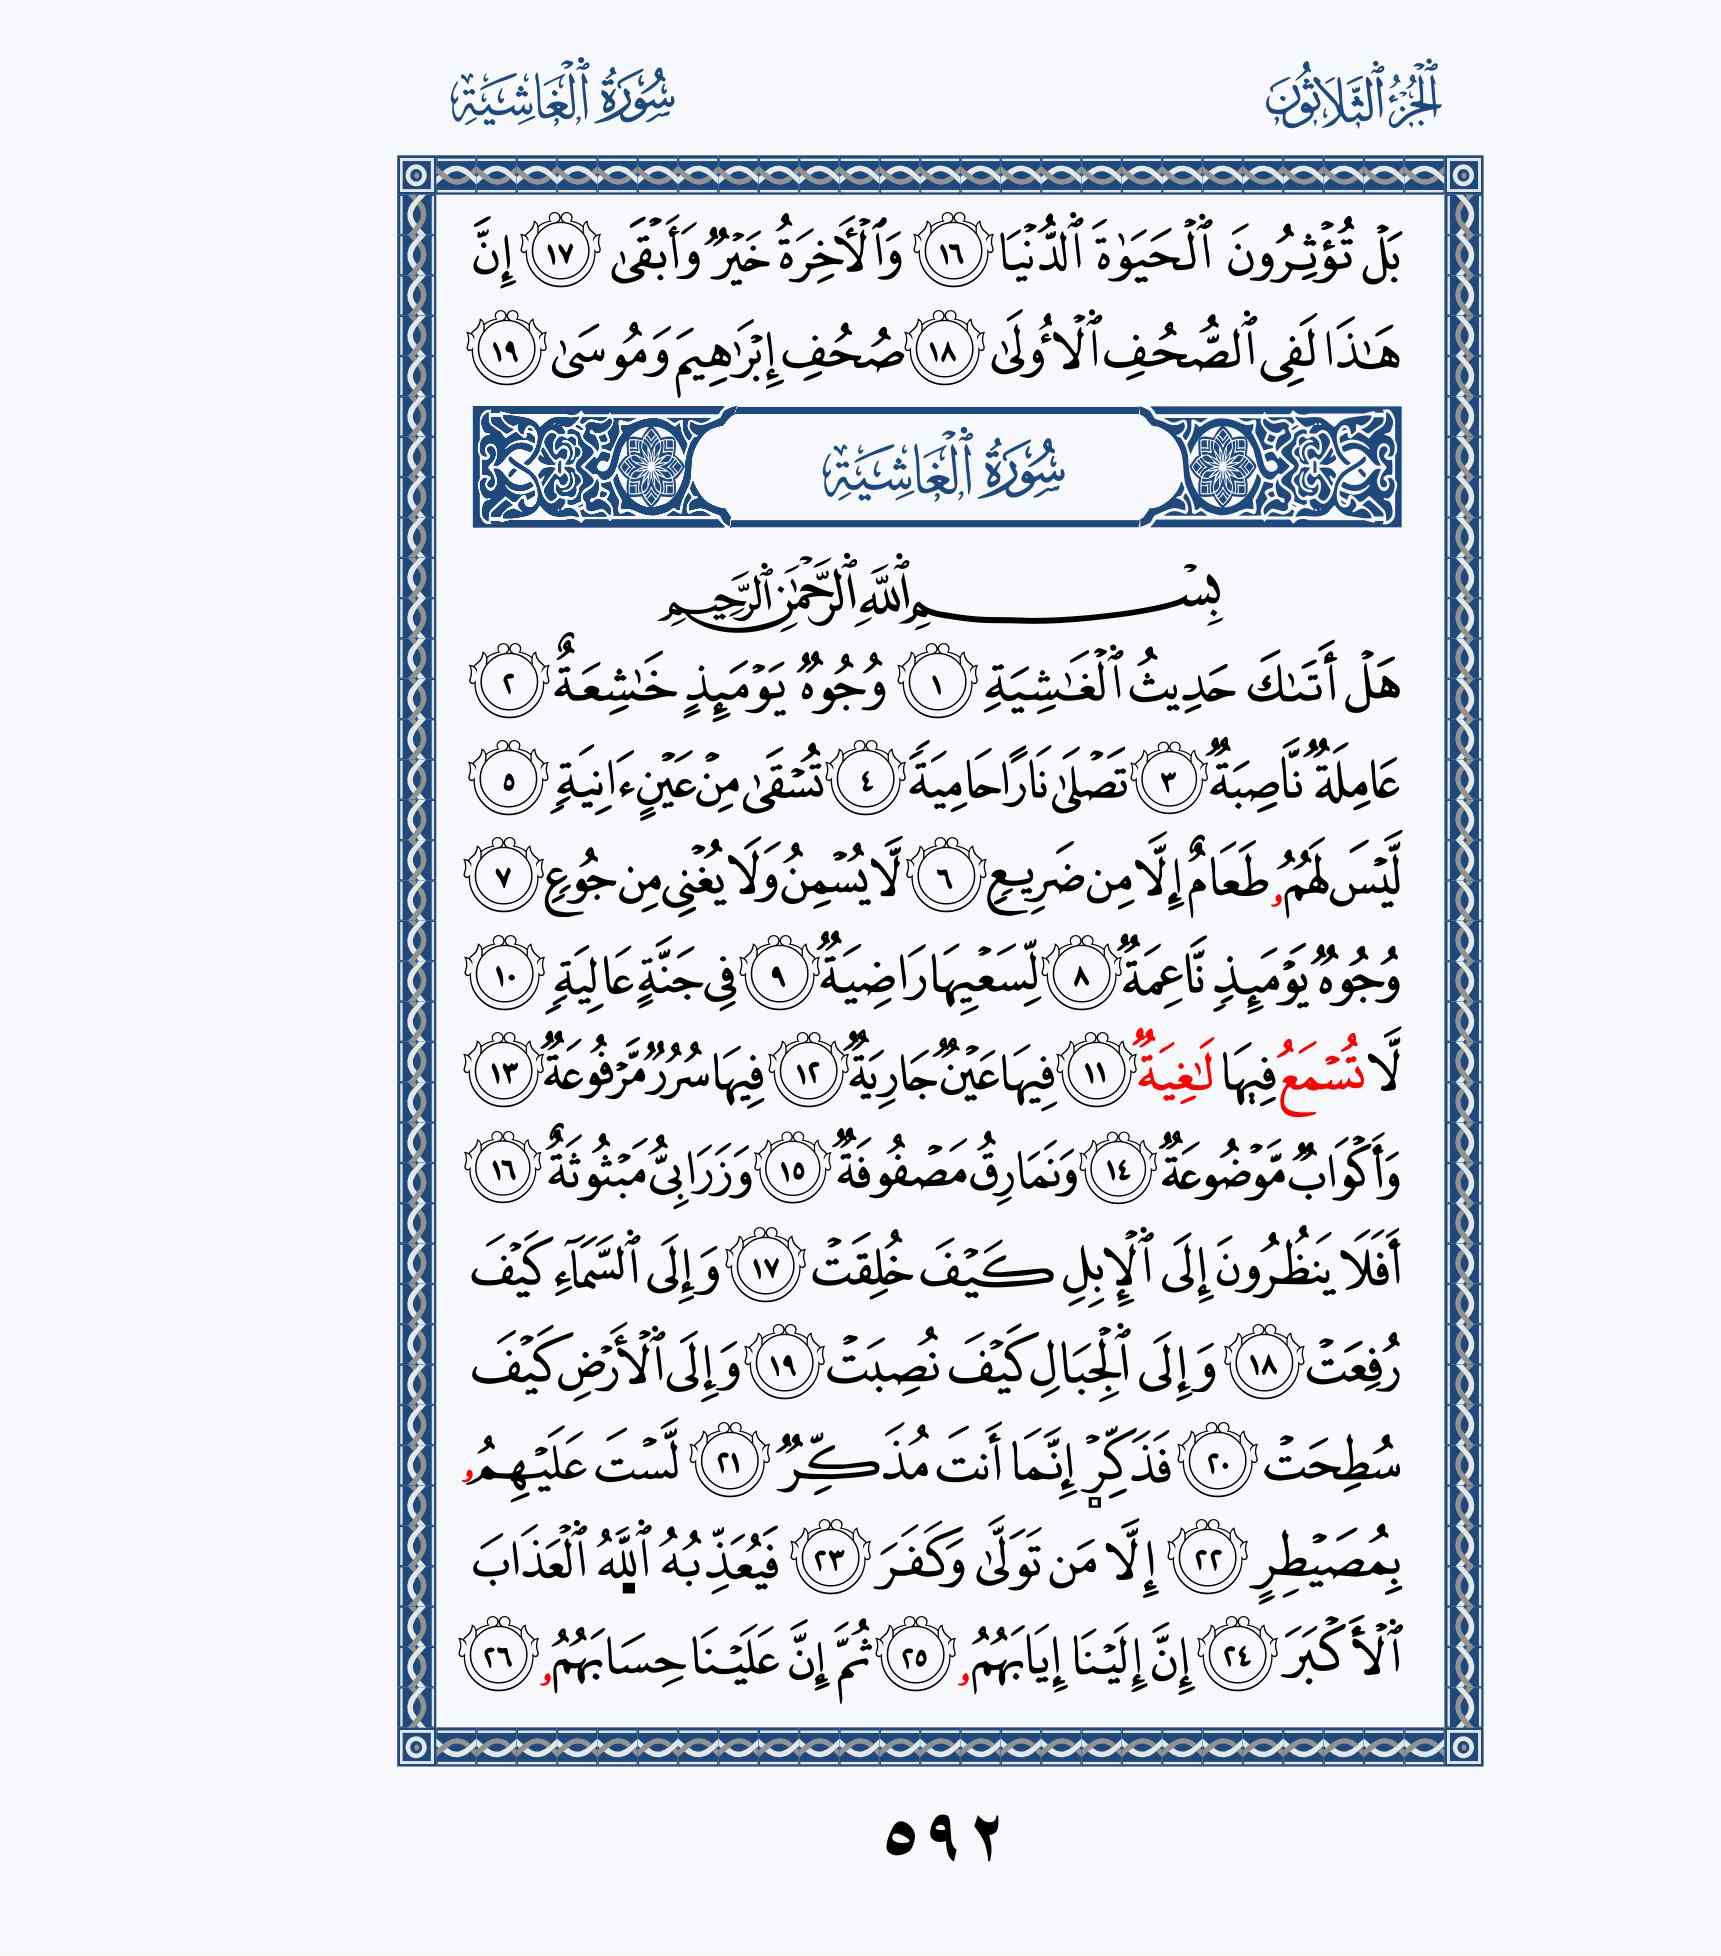 الجُزْءُ ٱلثَّلَاثُونَ
سُورَةُ ٱلْغَاشِيَةِ
بَلْ تُؤْثِرُونَ ٱلْحَيَوٰةَ ٱلدُّنْيَا ١٦ وَٱلْأَخِرَةُ خَيْرٌ وَأَبْقَىٰ ١٧ إِنَّ
هَـٰذَا لَفِى ٱلصُّحُفِ ٱلْأُولَىٰ ١٨ صُحُفِ إِبْرَٰهِيمَ وَمُوسَىٰ ١٩
سُورَةُ ٱلْغَاشِيَةِ
بِسْمِ ٱللَّهِ ٱلرَّحْمَـٰنِ ٱلرَّحِيمِ
هَلْ أَتَىٰكَ حَدِيثُ ٱلْغَـٰشِيَةِ ١ وُجُوهٌ يَوْمَئِذٍ خَـٰشِعَةٌ ٢
عَامِلَةٌ نَّاصِبَةٌ ٣ تَصْلَىٰ نَارًا حَامِيَةً ٤ تُسْقَىٰ مِنْ عَيْنٍ ءَانِيَةٍ ٥
لَّيْسَ لَهُمُۥ طَعَامٌ إِلَّا مِن ضَرِيعٍ ٦ لَّا يُسْمِنُ وَلَا يُغْنِى مِن جُوعٍ ٧
وُجُوهٌ يَوْمَئِذٍ نَّاعِمَةٌ ٨ لِّسَعْيِهَا رَاضِيَةٌ ٩ فِى جَنَّةٍ عَالِيَةٍ ١٠
لَّا تُسْمَعُ فِيهَا لَـٰغِيَةٌ ١١ فِيهَا عَيْنٌ جَارِيَةٌ ١٢ فِيهَا سُرُرٌ مَّرْفُوعَةٌ ١٣
وَأَكْوَابٌ مَّوْضُوعَةٌ ١٤ وَنَمَارِقُ مَصْفُوفَةٌ ١٥ وَزَرَابِىُّ مَبْثُوثَةٌ ١٦
أَفَلَا يَنظُرُونَ إِلَى ٱلْإِبِلِ كَيْفَ خُلِقَتْ ١٧ وَإِلَى ٱلسَّمَآءِ كَيْفَ
رُفِعَتْ ١٨ وَإِلَى ٱلْجِبَالِ كَيْفَ نُصِبَتْ ١٩ وَإِلَى ٱلْأَرْضِ كَيْفَ
سُطِحَتْ ٢٠ فَذَكِّرْ إِنَّمَا أَنتَ مُذَكِّرٌ ٢١ لَّسْتَ عَلَيْهِمُۥ
بِمُصَيْطِرٍ ٢٢ إِلَّا مَن تَوَلَّىٰ وَكَفَرَ ٢٣ فَيُعَذِّبُهُ ٱللَّهُ ٱلْعَذَابَ
ٱلْأَكْبَرَ ٢٤ إِنَّ إِلَيْنَا إِيَابَهُمُۥ ٢٥ ثُمَّ إِنَّ عَلَيْنَا حِسَابَهُمُۥ ٢٦
٥٩٢